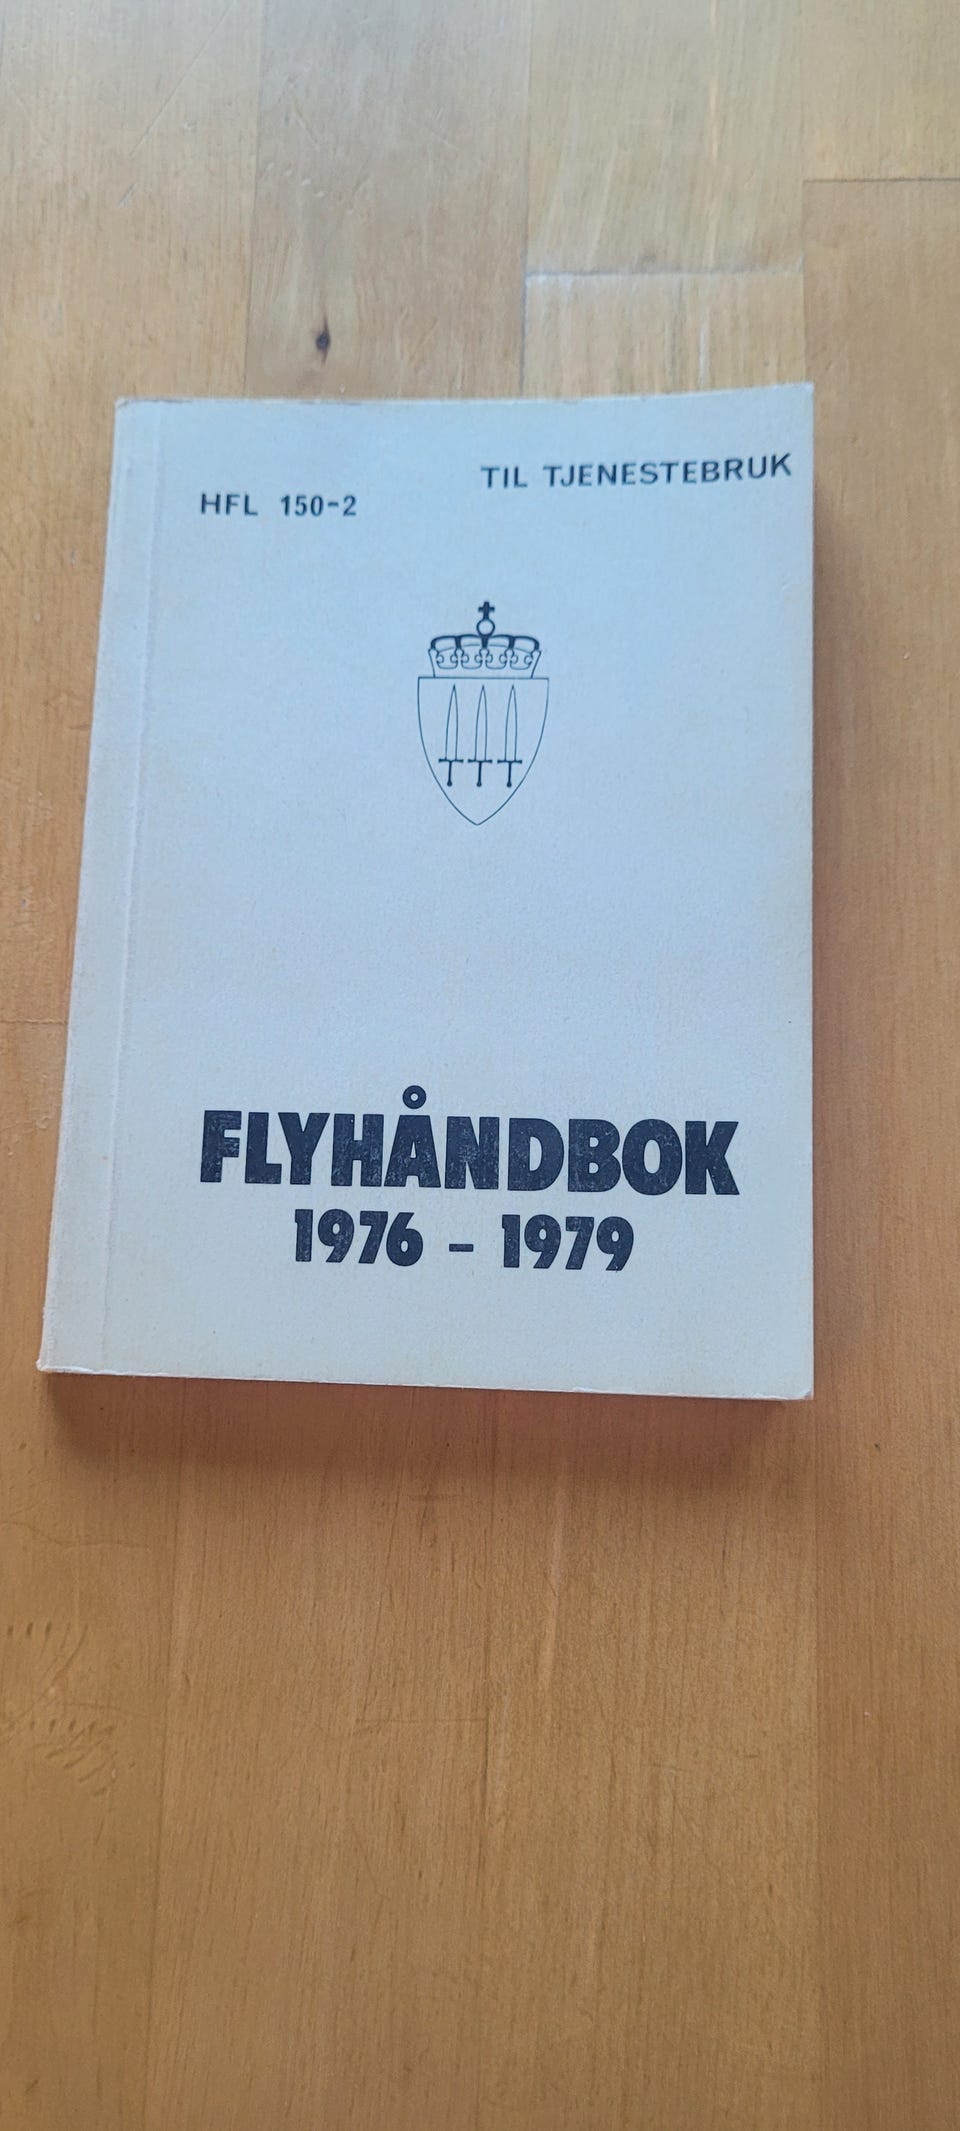 TIL TJENESTEBRUK
HFL 150-2
FLYHÅNDBOK
1976 - 1979